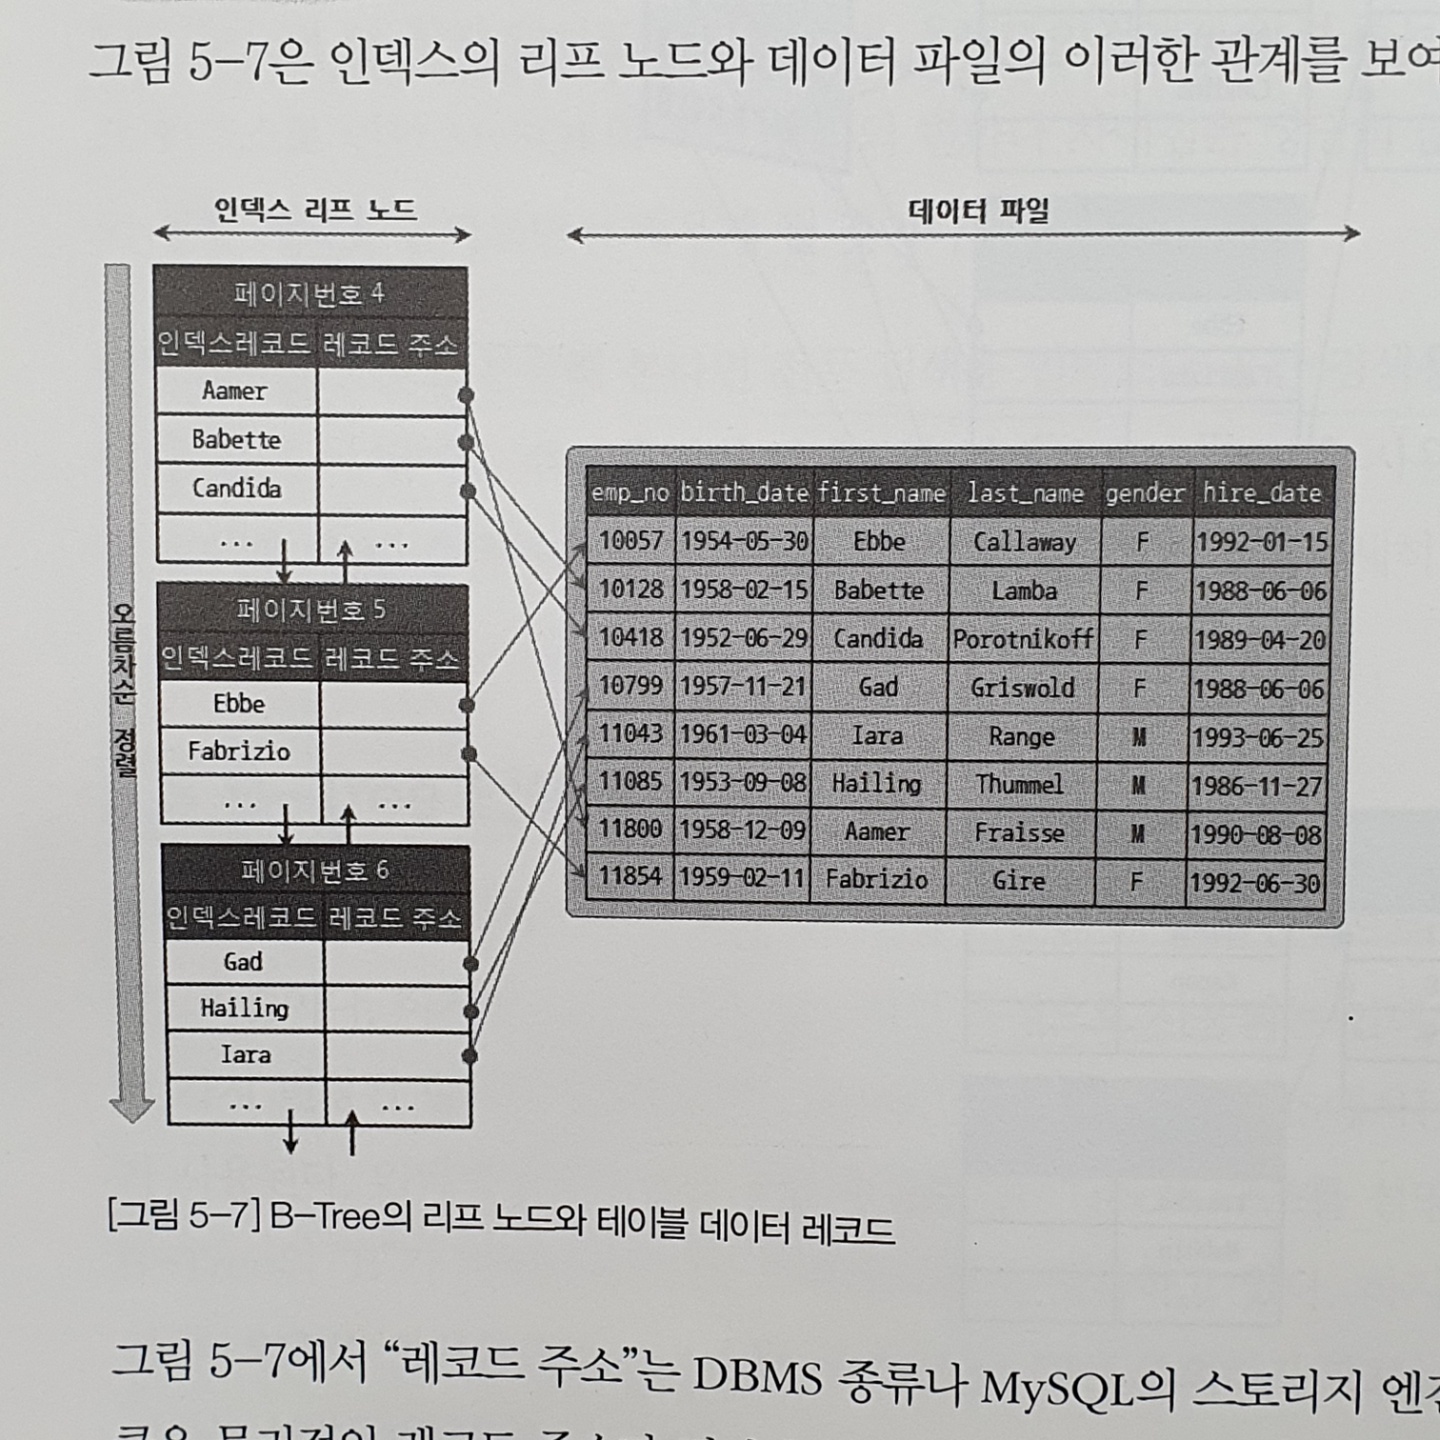 그림 5-7은 인덱스의 리프 노드와 데이터 파일의 이러한 관계를
인덱스 리프 노드
데이터 파일
오름차순 정렬
페이지번호 4
인덱스레코드 레코드 주소
Aamer
Babette
Candida
... ...
페이지번호 5
인덱스레코드 레코드 주소
Ebbe
Fabrizio
... ...
페이지번호 6
인덱스레코드 레코드 주소
Gad
Hailing
Iara
... ...
emp_no birth_date first_name last_name gender hire_date
10057 1954-05-30 Ebbe Callaway F 1992-01-15
10128 1958-02-15 Babette Lamba F 1988-06-06
10418 1952-06-29 Candida Porotnikoff F 1989-04-20
10799 1957-11-21 Gad Griswold F 1988-06-06
11043 1961-03-04 Iara Range M 1993-06-25
11085 1953-09-08 Hailing Thummel M 1986-11-27
11800 1958-12-09 Aamer Fraisse M 1990-08-08
11854 1959-02-11 Fabrizio Gire F 1992-06-30
[그림 5-7] B-Tree의 리프 노드와 테이블 데이터 레코드
그림 5-7에서 “레코드 주소”는 DBMS 종류나 MySQL의 스토리지